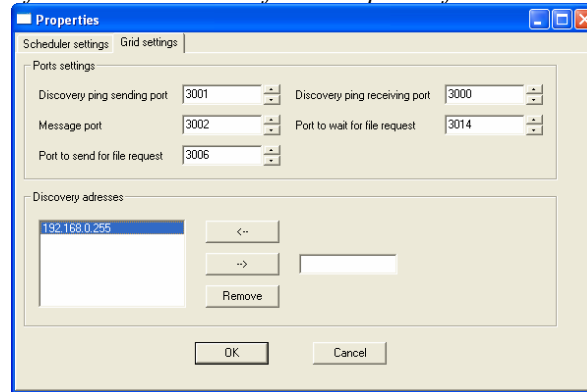 Properties
Scheduler settings Grid settings
Ports settings
Discovery ping sending port 3001 Discovery ping receiving port 3000
Message port 3002 Port to wait for file request 3014
Port to send for file request 3006
Discovery adresses
192.168.0.255
<--
-->
Remove
OK Cancel